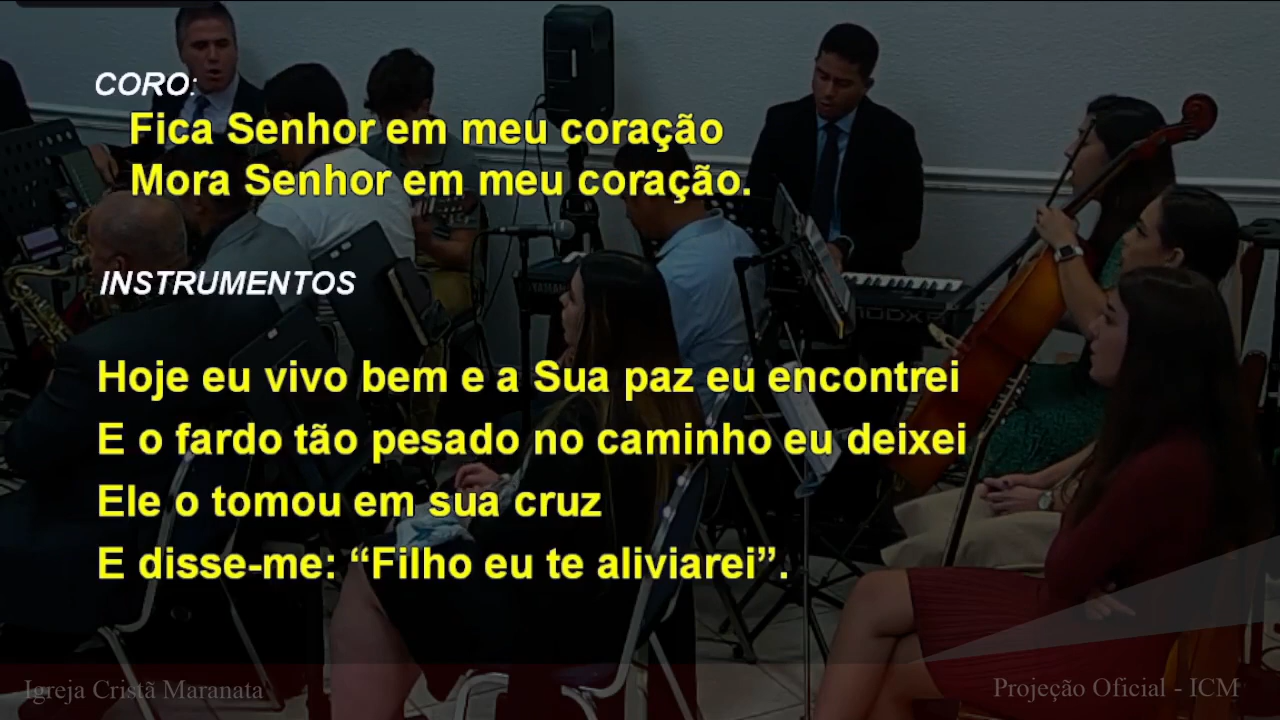 CORO:
Fica Senhor em meu coração
Mora Senhor em meu coração.
INSTRUMENTOS
Hoje eu vivo bem e a Sua paz eu encontrei
E o fardo tão pesado no caminho eu deixei
Ele o tomou em sua cruz
E disse-me: “Filho eu te aliviarei”.
Igreja Cristã Maranata
Projeção Oficial - ICM